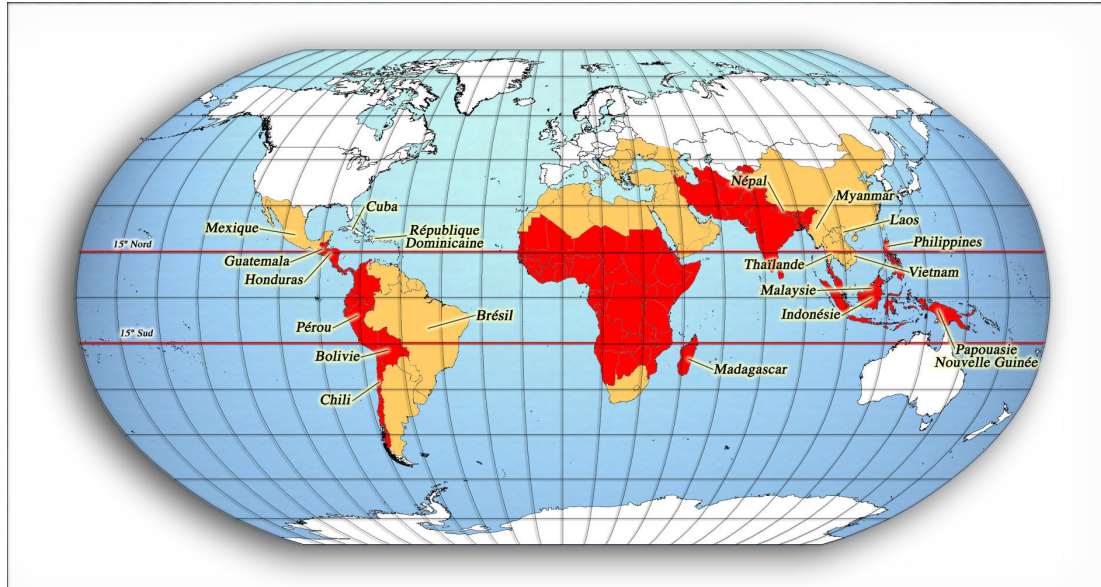 Cuba
Mexique
République
Dominicaine
15° Nord
Guatemala
Honduras
Pérou
Brésil
15° Sud
Bolivie
Chili
Madagascar
Népal
Myanmar
Laos
Philippines
Thaïlande
Vietnam
Malaysie
Indonésie
Papouasie
Nouvelle Guinée